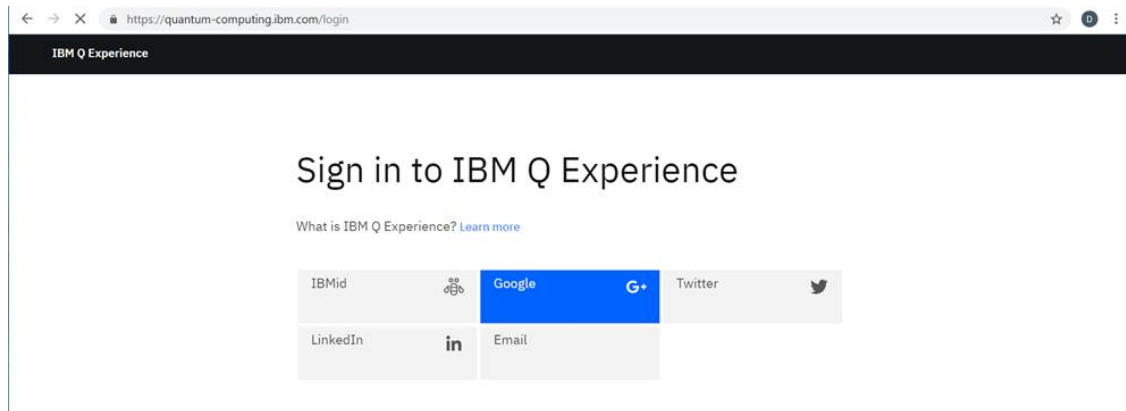 https://quantum-computing.ibm.com/login
D
IBM Q Experience
Sign in to IBM Q Experience
What is IBM Q Experience? Learn more
IBMid
Google G+
Twitter
LinkedIn in
Email